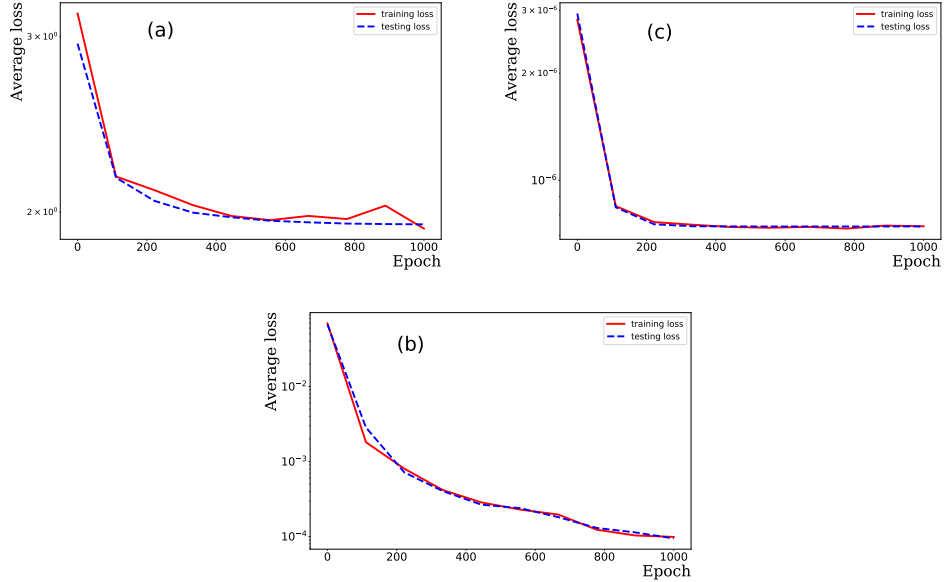 Average loss
(a)
training loss
testing loss
3 × 10⁰
2 × 10⁰
0 200 400 600 800 1000
Epoch
Average loss
(c)
training loss
testing loss
3 × 10⁻⁶
2 × 10⁻⁶
10⁻⁶
0 200 400 600 800 1000
Epoch
Average loss
(b)
training loss
testing loss
10⁻²
10⁻³
10⁻⁴
0 200 400 600 800 1000
Epoch